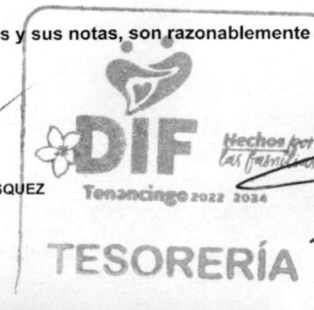 s y sus notas, son razonablemente
DIF
Hechos por
las familias
SQUEZ
Tenancingo 2022 2024
TESORERÍA